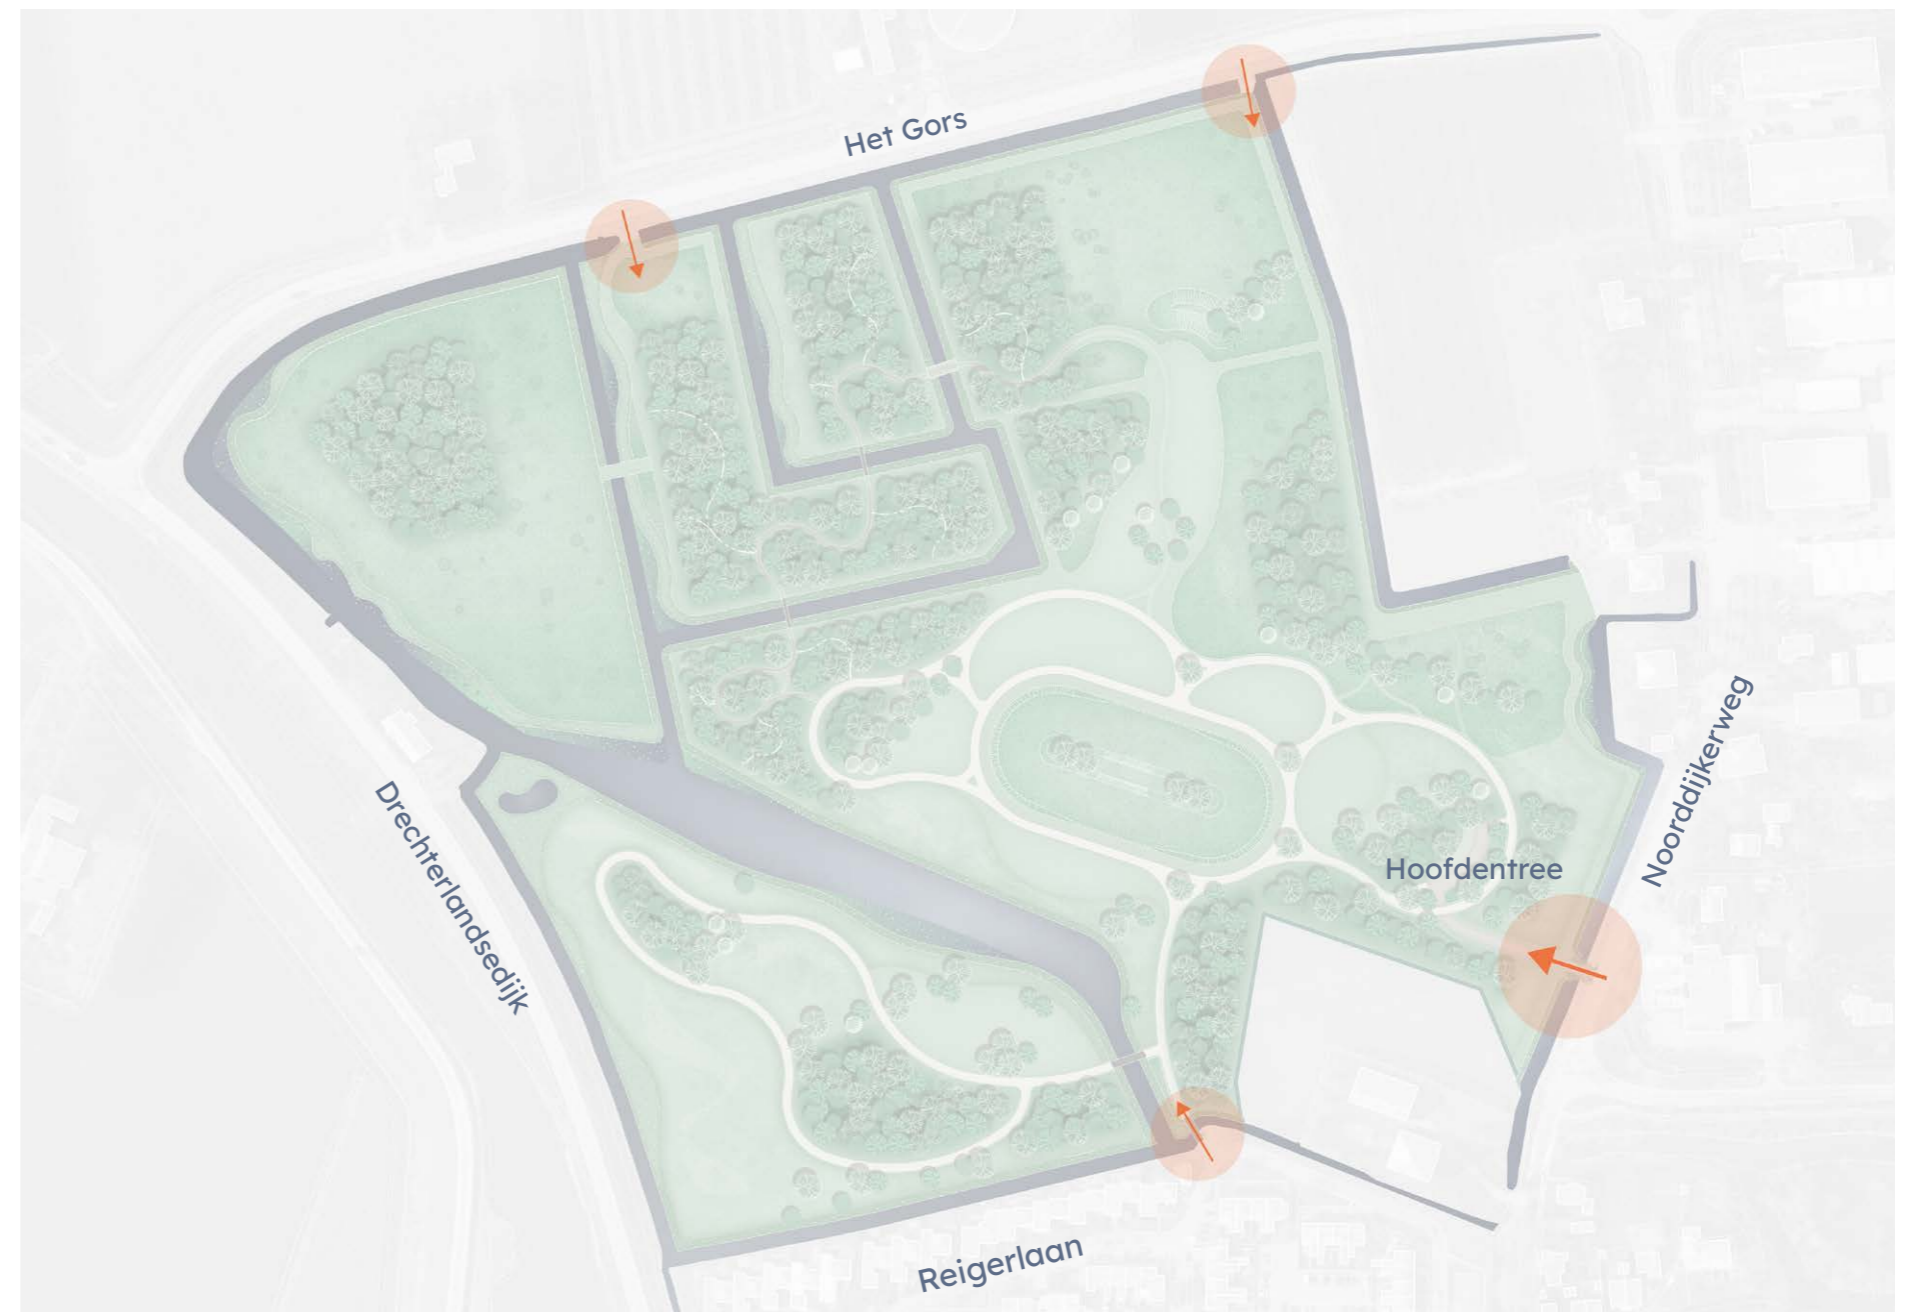 Het Gors
Noorddijkerweg
Drechterlandsedijk
Hoofdentree
Reigerlaan